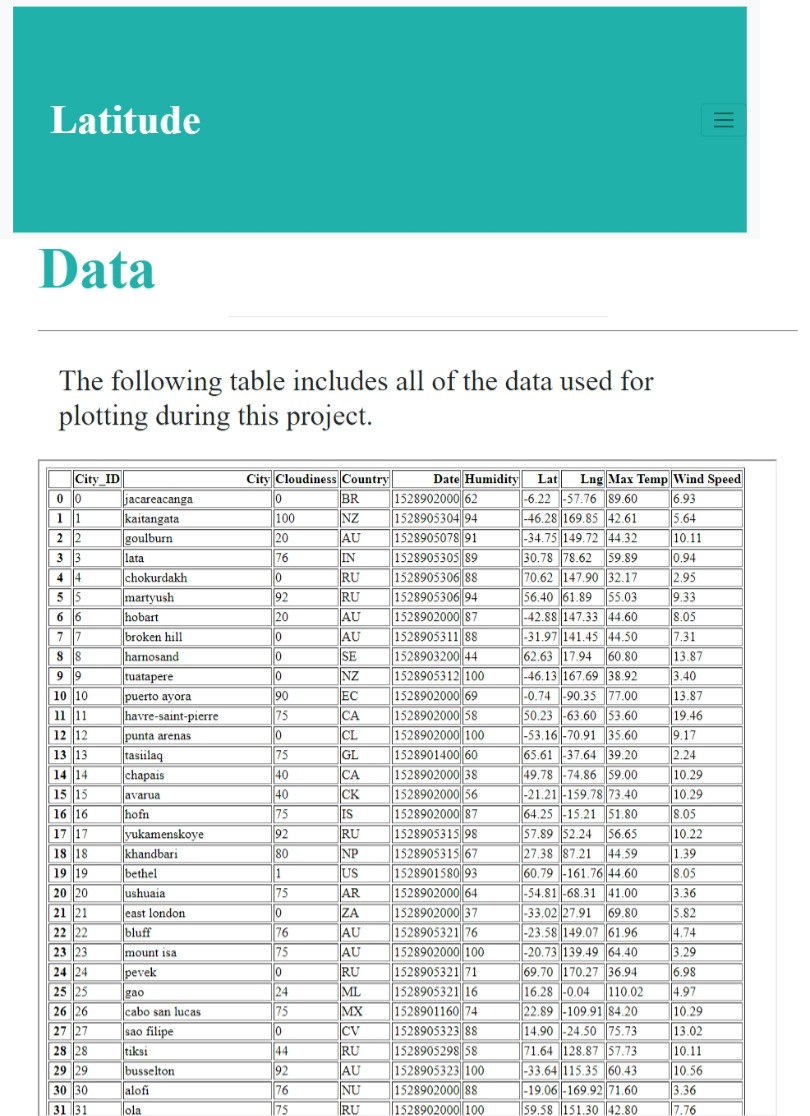 Latitude
Data
The following table includes all of the data used for
plotting during this project.
City_ID City Cloudiness Country Date Humidity Lat Lng Max Temp Wind Speed
0 0 jacareacanga 0 BR 1528902000 62 -6.22 -57.76 89.60 6.93
1 1 kaitangata 100 NZ 1528905304 94 -46.28 169.85 42.61 5.64
2 2 goulburn 20 AU 1528905078 91 -34.75 149.72 44.32 10.11
3 3 lata 76 IN 1528905305 89 30.78 78.62 59.89 0.94
4 4 chokurdakh 0 RU 1528905306 88 70.62 147.90 32.17 2.95
5 5 martyush 92 RU 1528905306 94 56.40 61.89 55.03 9.33
6 6 hobart 20 AU 1528902000 87 -42.88 147.33 44.60 8.05
7 7 broken hill 0 AU 1528905311 88 -31.97 141.45 44.50 7.31
8 8 harnosand 0 SE 1528903200 44 62.63 17.94 60.80 13.87
9 9 tuatapere 0 NZ 1528905312 100 -46.13 167.69 38.92 3.40
10 10 puerto ayora 90 EC 1528902000 69 -0.74 -90.35 77.00 13.87
11 11 havre-saint-pierre 75 CA 1528902000 58 50.23 -63.60 53.60 19.46
12 12 punta arenas 0 CL 1528902000 100 -53.16 -70.91 35.60 9.17
13 13 tasiilaq 75 GL 1528901400 60 65.61 -37.64 39.20 2.24
14 14 chapais 40 CA 1528902000 38 49.78 -74.86 59.00 10.29
15 15 avarua 40 CK 1528902000 56 -21.21 -159.78 73.40 10.29
16 16 hofn 75 IS 1528902000 87 64.25 -15.21 51.80 8.05
17 17 yukamenskoye 92 RU 1528905315 98 57.89 52.24 56.65 10.22
18 18 khandbari 80 NP 1528905315 67 27.38 87.21 44.59 1.39
19 19 bethel 1 US 1528901580 93 60.79 -161.76 44.60 8.05
20 20 ushuaia 75 AR 1528902000 64 -54.81 -68.31 41.00 3.36
21 21 east london 0 ZA 1528902000 37 -33.02 27.91 69.80 5.82
22 22 bluff 76 AU 1528905321 76 -23.58 149.07 61.96 4.74
23 23 mount isa 75 AU 1528902000 100 -20.73 139.49 64.40 3.29
24 24 pevek 0 RU 1528905321 71 69.70 170.27 36.94 6.98
25 25 gao 24 ML 1528905321 16 16.28 -0.04 110.02 4.97
26 26 cabo san lucas 75 MX 1528901160 74 22.89 -109.91 84.20 10.29
27 27 sao filipe 0 CV 1528905323 88 14.90 -24.50 75.73 13.02
28 28 tiksi 44 RU 1528905298 58 71.64 128.87 57.73 10.11
29 29 busselton 92 AU 1528905323 100 -33.64 115.35 60.43 10.56
30 30 alofi 76 NU 1528902000 88 -19.06 -169.92 71.60 3.36
31 31 ola 75 RU 1528902000 100 59.58 151.30 42.80 7.76